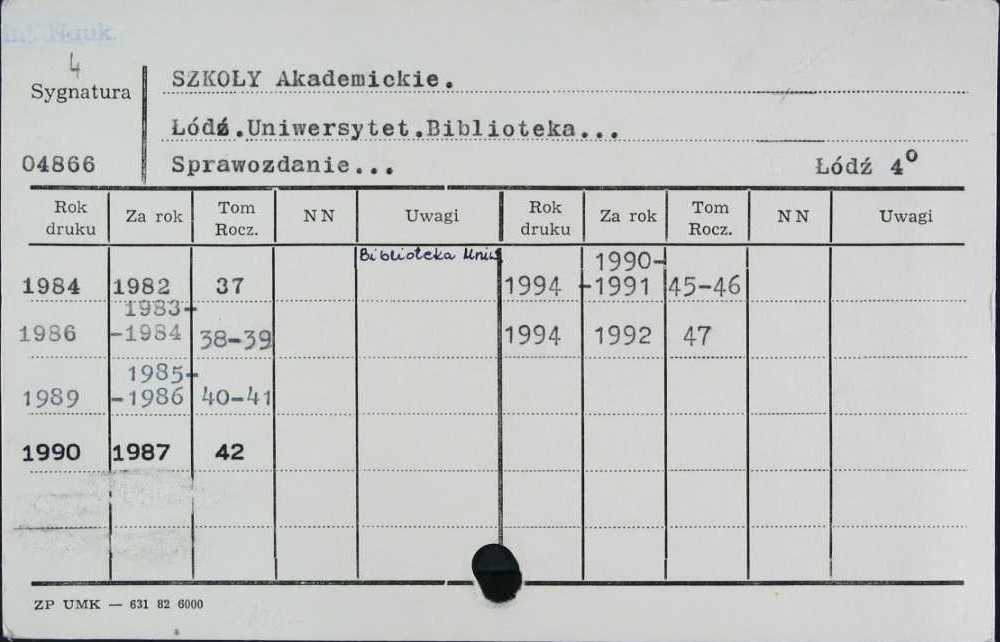 Nauk.
4
Sygnatura
SZKOŁY Akademickie.
Łódź.Uniwersytet.Biblioteka...
04866 Sprawozdanie... Łódź 4°
Rok druku Za rok Tom Rocz. NN Uwagi Rok druku Za rok Tom Rocz. NN Uwagi
1984 1982 37 Biblioteka Uniw 1994 1990-
-1991 45-46
1986 1983-
-1984 38-39 1994 1992 47
1989 1985-
-1986 40-41
1990 1987 42
ZP UMK — 631 82 6000